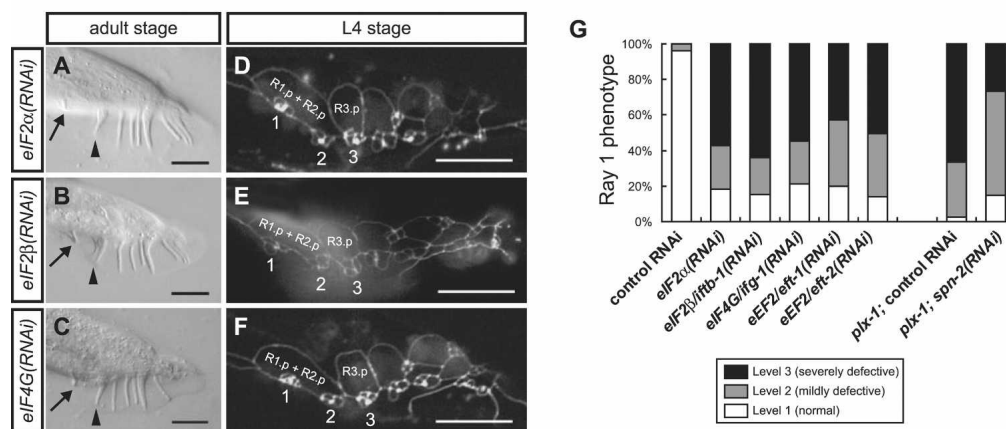 adult stage
L4 stage
eIF2α(RNAi)
A
D
R1.p + R2.p
R3.p
1
2
3
eIF2β(RNAi)
B
E
R1.p + R2.p
R3.p
1
2
3
eIF4G(RNAi)
C
F
R1.p + R2.p
R3.p
1
2
3
G
Ray 1 phenotype
100%
80%
60%
40%
20%
0%
control RNAi
eIF2α(RNAi)
eIF2β/iftb-1(RNAi)
eIF4G/ifg-1(RNAi)
eEF2/eft-1(RNAi)
eEF2/eft-2(RNAi)
plx-1; control RNAi
plx-1; spn-2(RNAi)
Level 3 (severely defective)
Level 2 (mildly defective)
Level 1 (normal)